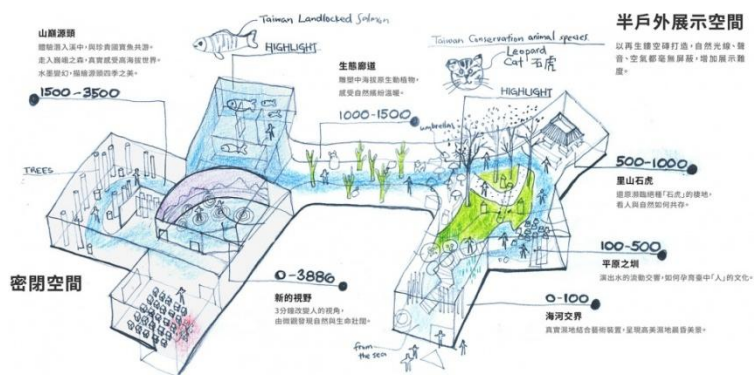 山巔源頭
體驗潛入溪中,與珍貴國寶魚共游。
走入巍峨之森,真實感受高海拔世界。
水墨變幻,描繪源頭四季之美。
1500-3500
Taiwan Landlocked Salmon
HIGHLIGHT
生態廊道
雕塑中海拔原生動植物,
感受自然繽紛溫暖。
1000-1500
Taiwan Conservation animal species
Leopard
Cat 石虎
HIGHLIGHT
umbrellas
半戶外展示空間
以再生鏤空磚打造,自然光線、聲
音、空氣都毫無屏蔽,增加展示難
度。
500-1000
里山石虎
還原瀕臨絕種「石虎」的棲地,
看人與自然如何共存。
TREES
密閉空間
0-3886
新的視野
3分鐘改變人的視角,
由微觀發現自然與生命壯闊。
100-500
平原之圳
演出水的流動交響,如何孕育臺中「人」的文化。
0-100
海河交界
真實濕地結合藝術裝置,呈現高美濕地晨昏美景。
from
the sea